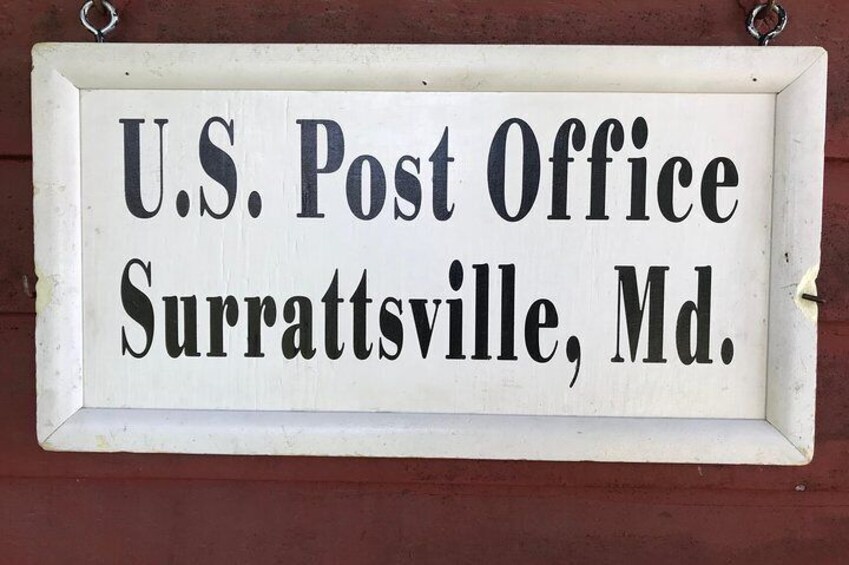 U.S. Post Office
Surrattsville, Md.